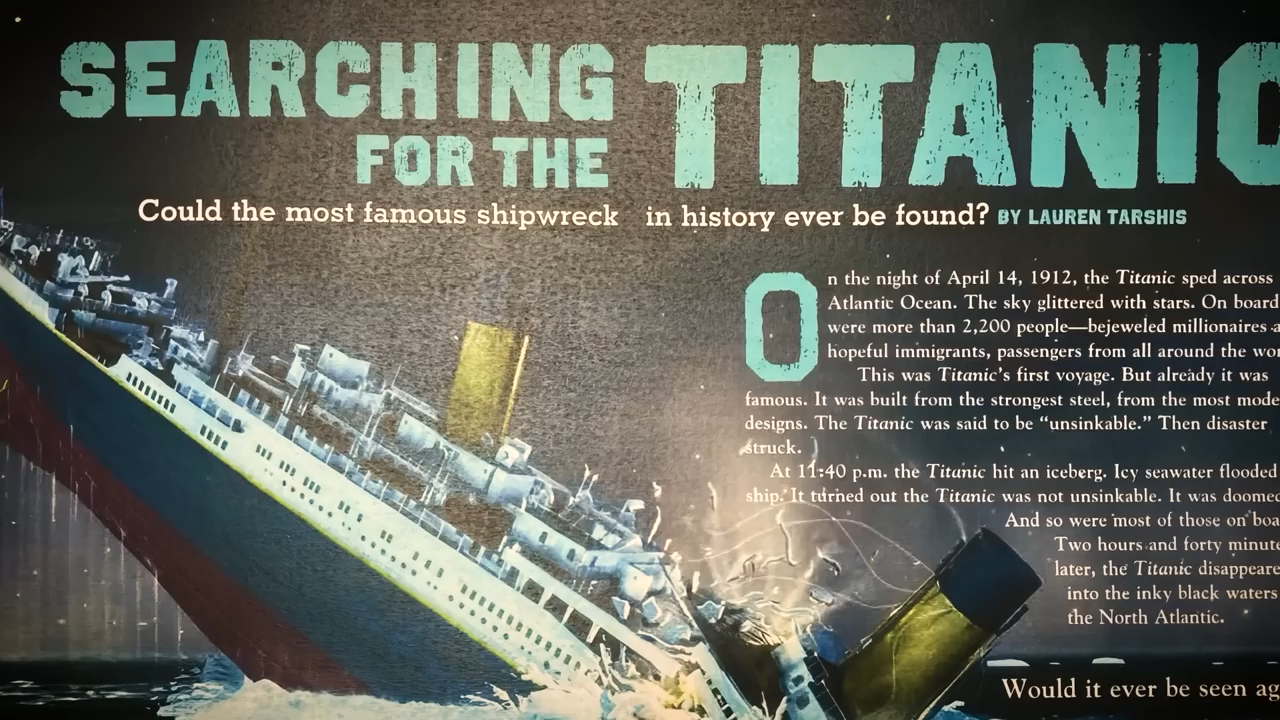 SEARCHING
FOR THE
TITANIC
Could the most famous shipwreck in history ever be found? BY LAUREN TARSHIS
On the night of April 14, 1912, the Titanic sped across
Atlantic Ocean. The sky glittered with stars. On board
were more than 2,200 people—bejeweled millionaires
hopeful immigrants, passengers from all around the
This was Titanic's first voyage. But already it was
famous. It was built from the strongest steel, from the most
designs. The Titanic was said to be “unsinkable.” Then disaster
struck.
At 11:40 p.m. the Titanic hit an iceberg. Icy seawater flooded
ship. It turned out the Titanic was not unsinkable. It was
And so were most of those on
Two hours and forty
later, the Titanic
into the inky black waters
the North Atlantic.
Would it ever be seen